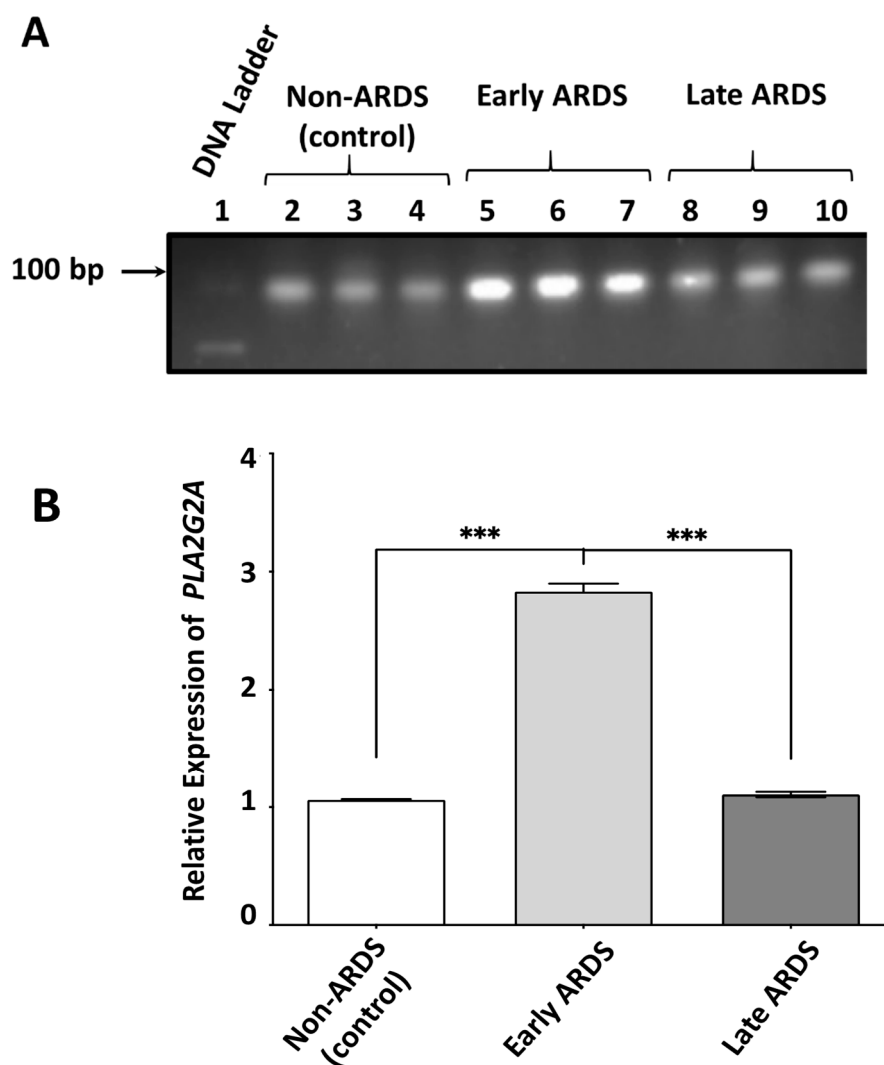 A
DNA Ladder
Non-ARDS
(control)
Early ARDS
Late ARDS
1 2 3 4 5 6 7 8 9 10
100 bp
B
Relative Expression of PLA2G2A
4
3
2
1
0
***
***
Non-ARDS
(control)
Early ARDS
Late ARDS